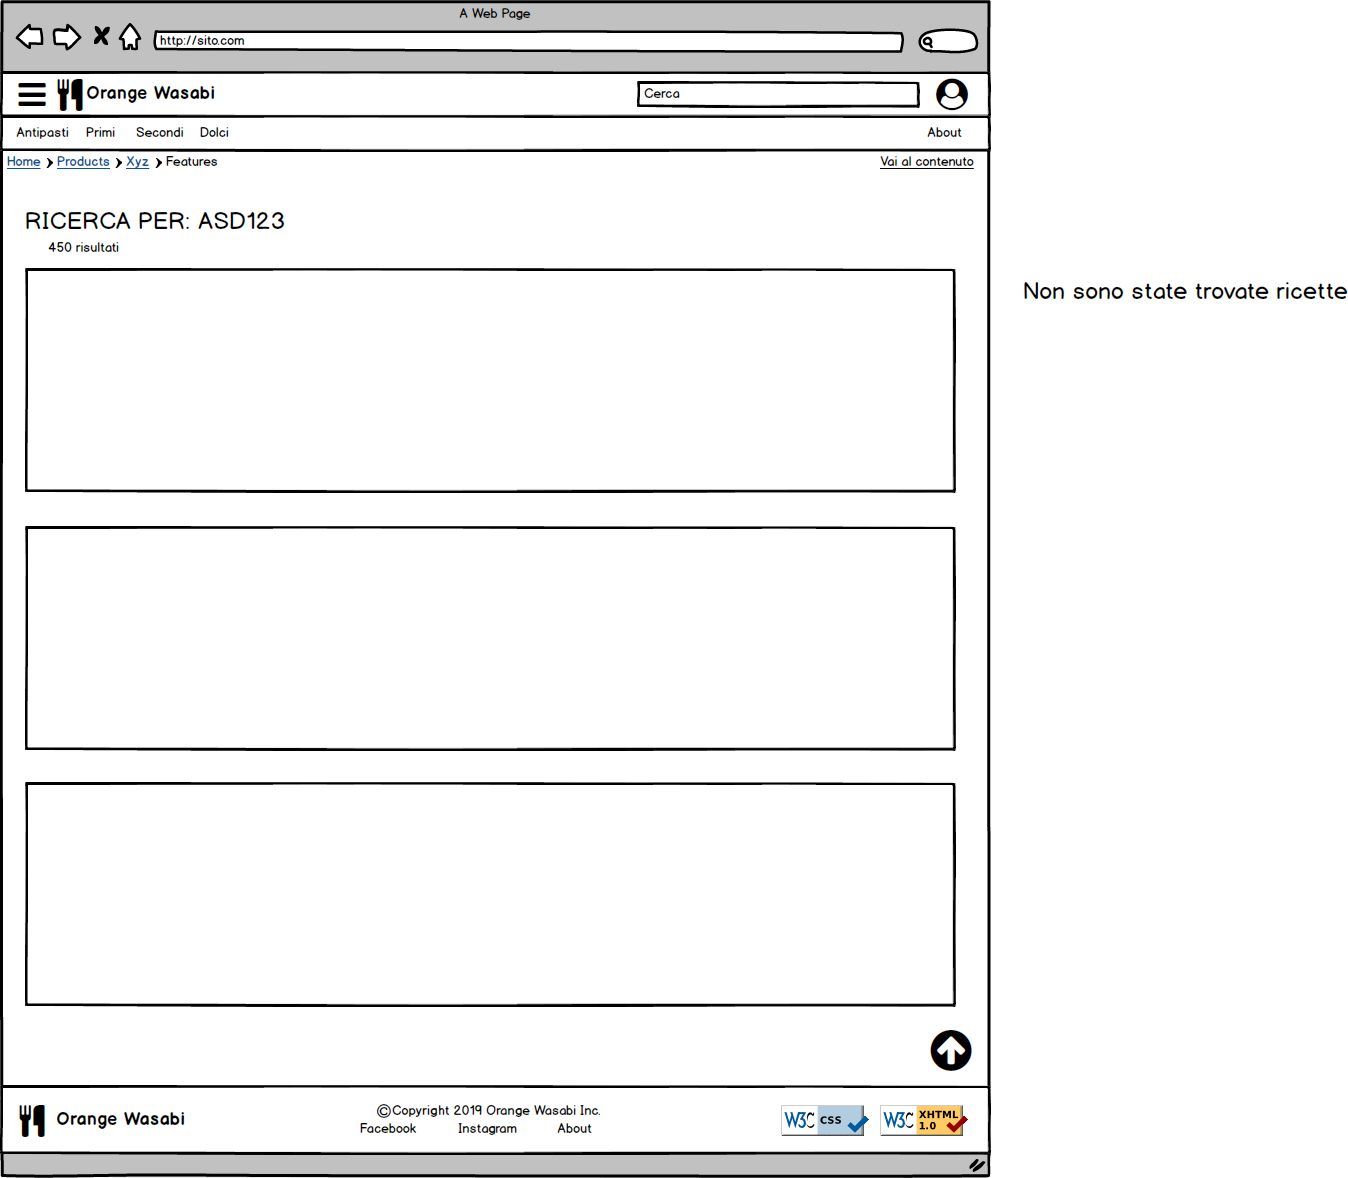 A Web Page
http://sito.com
Orange Wasabi
Cerca
Antipasti Primi Secondi Dolci About
Home Products Xyz Features Vai al contenuto
RICERCA PER: ASD123
450 risultati
Non sono state trovate ricette
Orange Wasabi
©Copyright 2019 Orange Wasabi Inc.
Facebook Instagram About
W3C CSS
W3C XHTML 1.0